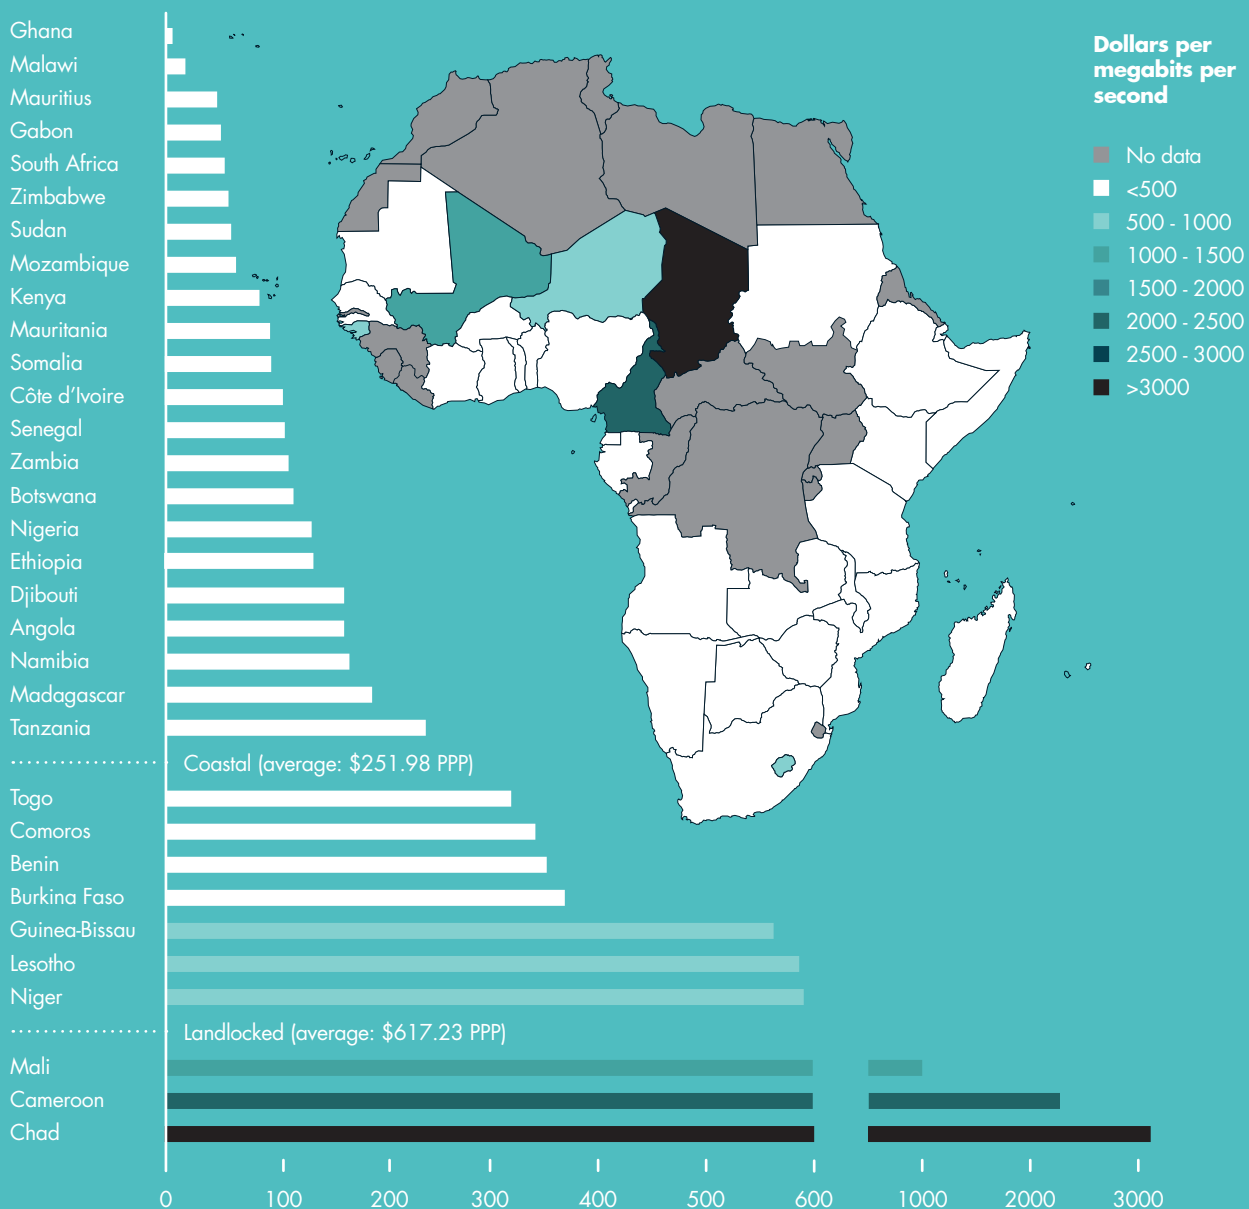 Ghana
Malawi
Mauritius
Gabon
South Africa
Zimbabwe
Sudan
Mozambique
Kenya
Mauritania
Somalia
Côte d’Ivoire
Senegal
Zambia
Botswana
Nigeria
Ethiopia
Djibouti
Angola
Namibia
Madagascar
Tanzania
Coastal (average: $251.98 PPP)
Togo
Comoros
Benin
Burkina Faso
Guinea-Bissau
Lesotho
Niger
Landlocked (average: $617.23 PPP)
Mali
Cameroon
Chad
0 100 200 300 400 500 600 1000 2000 3000
Dollars per
megabits per
second
No data
<500
500 - 1000
1000 - 1500
1500 - 2000
2000 - 2500
2500 - 3000
>3000